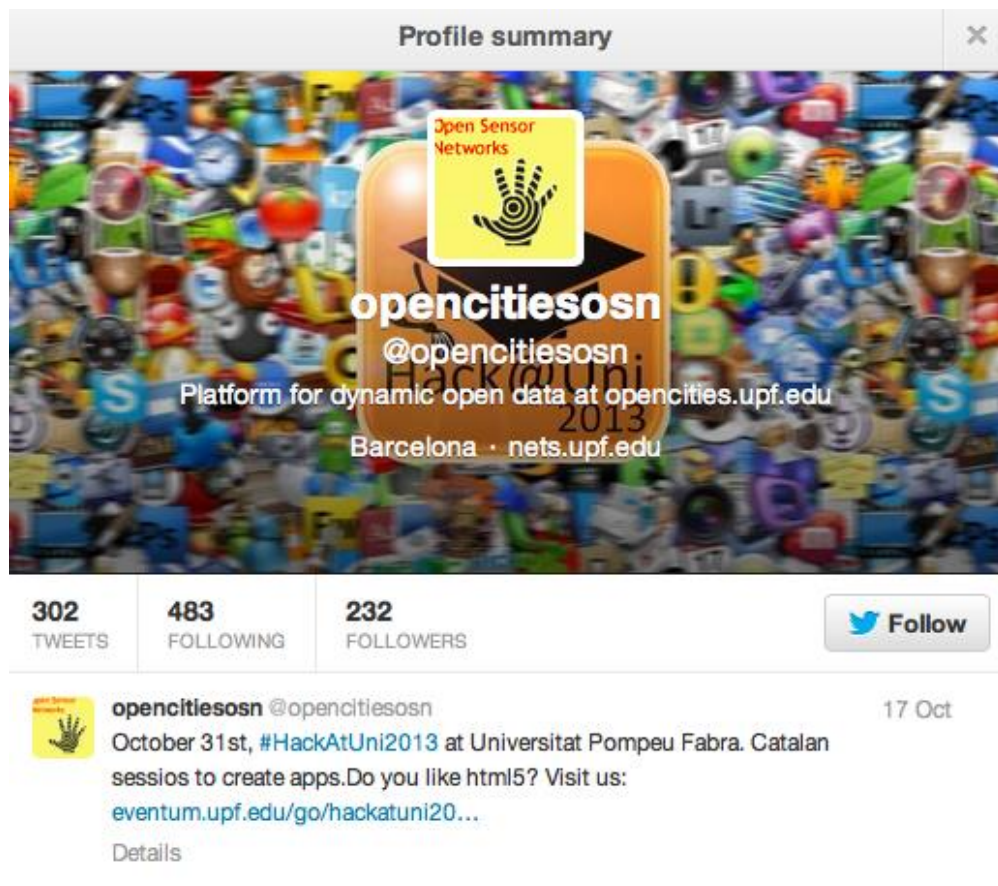 Profile summary
Open Sensor
Networks
opencitiesosn
@opencitiesosn
Hack@Uni
Platform for dynamic open data at opencities.upf.edu
2013
Barcelona · nets.upf.edu
302
TWEETS
483
FOLLOWING
232
FOLLOWERS
Follow
opencitiesosn @opencitiesosn 17 Oct
October 31st, #HackAtUni2013 at Universitat Pompeu Fabra. Catalan
sessios to create apps.Do you like html5? Visit us:
eventum.upf.edu/go/hackatuni20...
Details